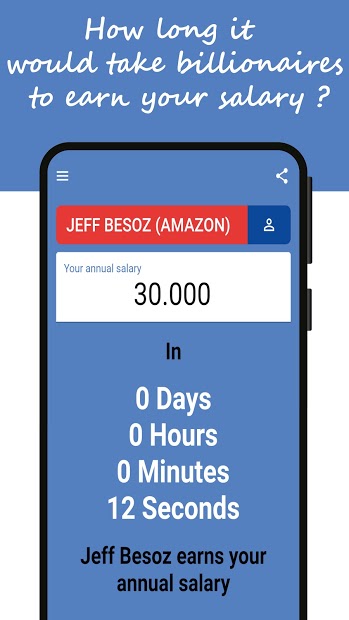 How long it
would take billionaires
to earn your salary ?
JEFF BESOZ (AMAZON)
Your annual salary
30.000
In
0 Days
0 Hours
0 Minutes
12 Seconds
Jeff Besoz earns your
annual salary